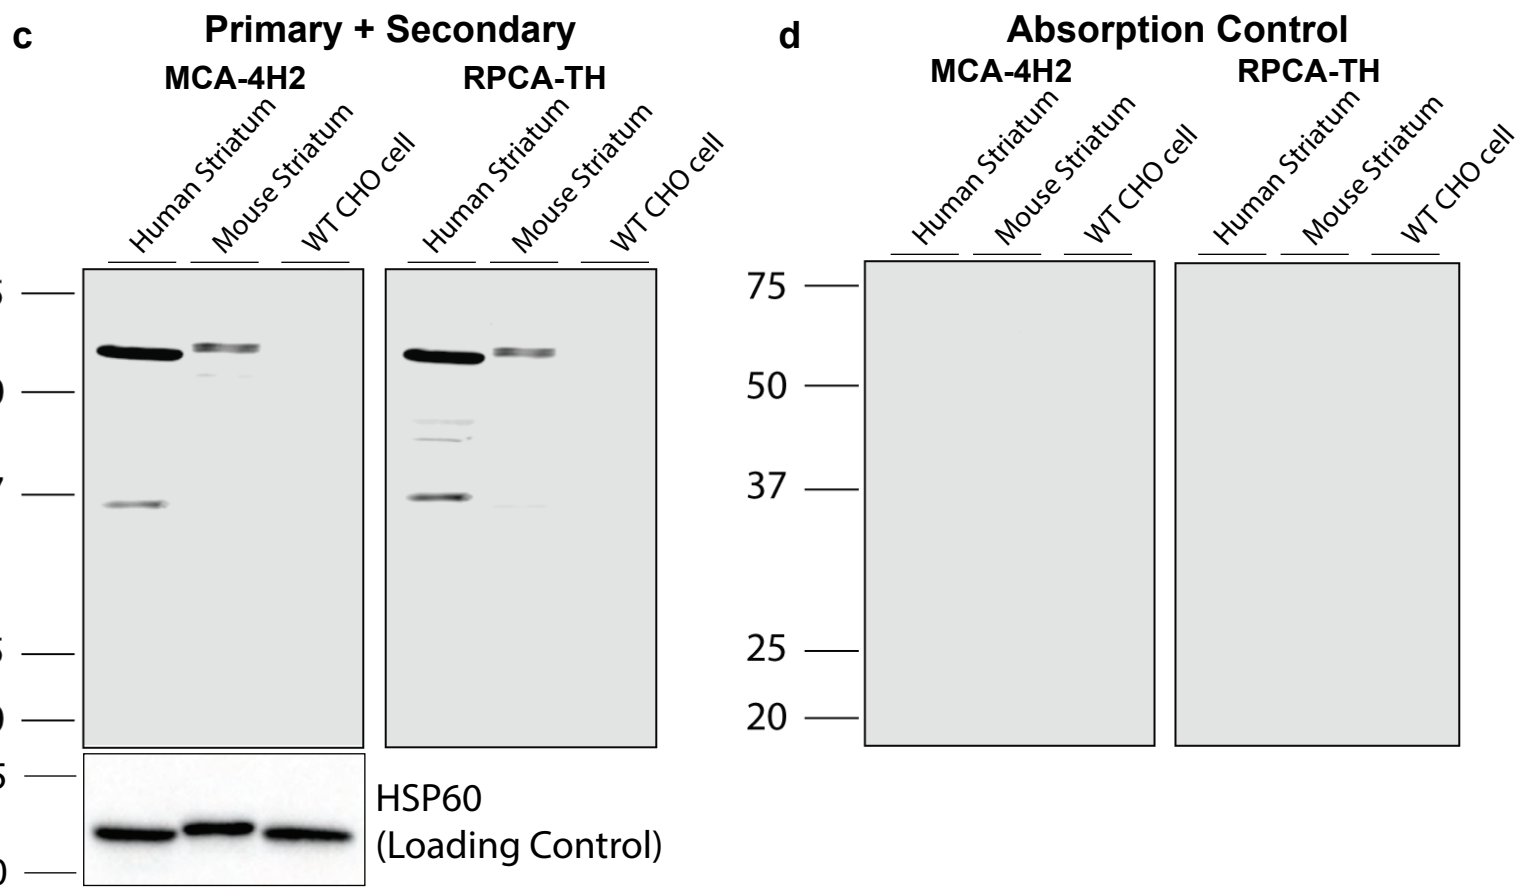 c
Primary + Secondary
MCA-4H2
RPCA-TH
Human Striatum
Mouse Striatum
WT CHO cell
Human Striatum
Mouse Striatum
WT CHO cell
HSP60
(Loading Control)
d
Absorption Control
MCA-4H2
RPCA-TH
Human Striatum
Mouse Striatum
WT CHO cell
Human Striatum
Mouse Striatum
WT CHO cell
75
50
37
25
20